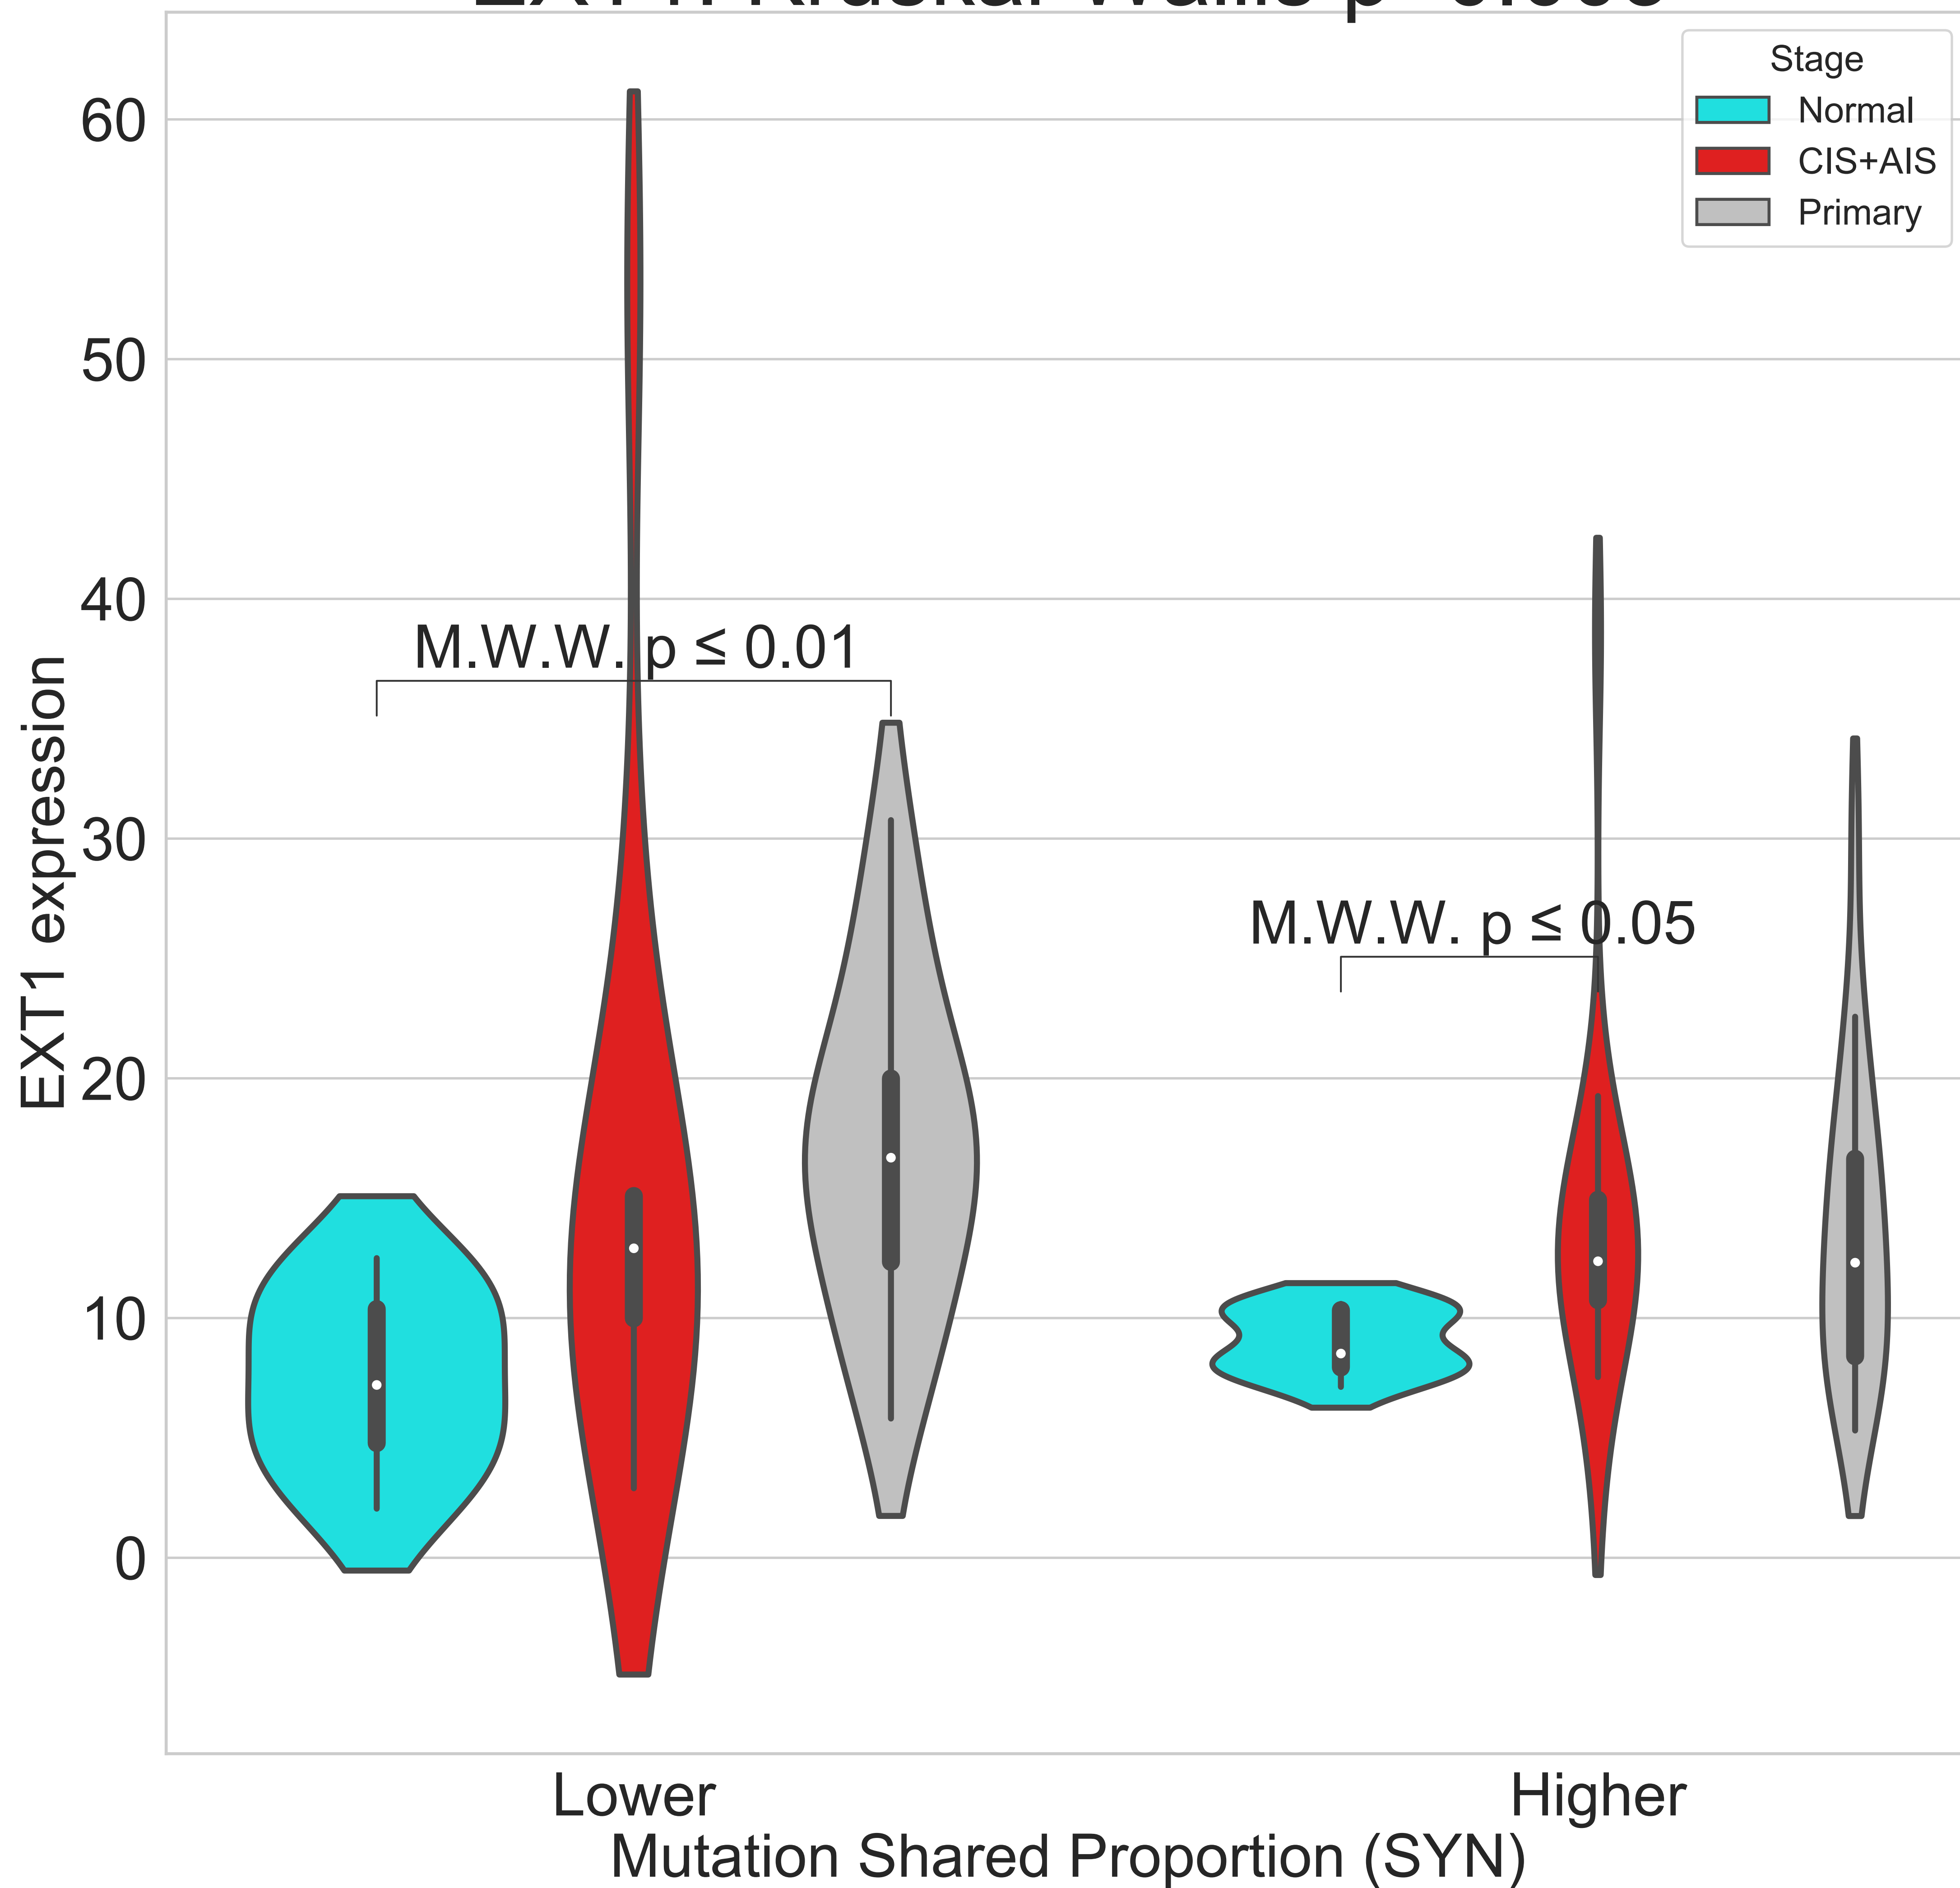 Stage
Normal
CIS+AIS
Primary
60
50
40
30
20
10
0
EXT1 expression
M.W.W. p ≤ 0.01
M.W.W. p ≤ 0.05
Lower
Higher
Mutation Shared Proportion (SYN)